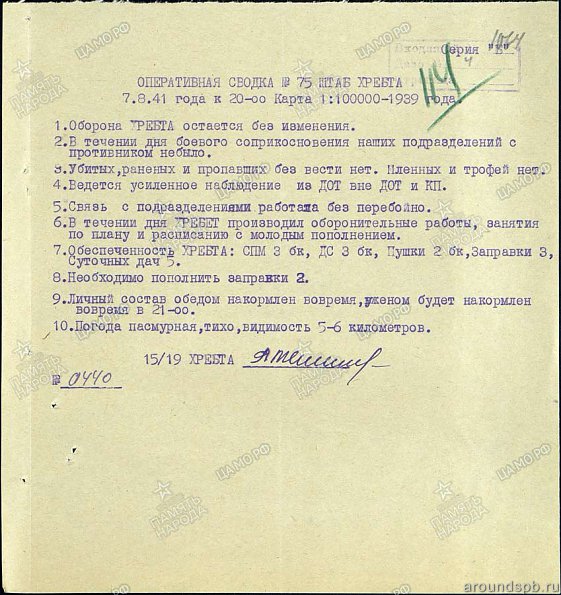 1044
Серия "Б"
Входящ
114
ОПЕРАТИВНАЯ СВОДКА № 75 ШТАБ ХРЕБТА
7.8.41 года к 20-оо Карта 1:100000-1939 года.
1.Оборона ХРЕБТА остается без изменения.
2.В течении дня боевого соприкосновения наших подразделений с
противником небыло.
3.Убитых,раненых и пропавших без вести нет. Пленных и трофей нет.
4.Ведется усиленное наблюдение из ДОТ вне ДОТ и КП.
5.Связь с подразделениями работала без перебойно.
6.В течении дня ХРЕБЕТ производил оборонительные работы, занятия
по плану и расписанию с молодым пополнением.
7.Обеспеченность ХРЕБТА: СПМ 3 бк, ДС 3 бк, Пушки 2 бк,Заправки 3,
Суточных дач 5.
8.Необходимо пополнить заправки 2.
9.Личный состав обедом накормлен вовремя,уженом будет накормлен
вовремя в 21-оо.
10.Погода пасмурная,тихо,видимость 5-6 километров.
15/19 ХРЕБТА
№ 0440
ПАМЯТЬ НАРОДА
ЦАМО.РФ
aroundspb.ru